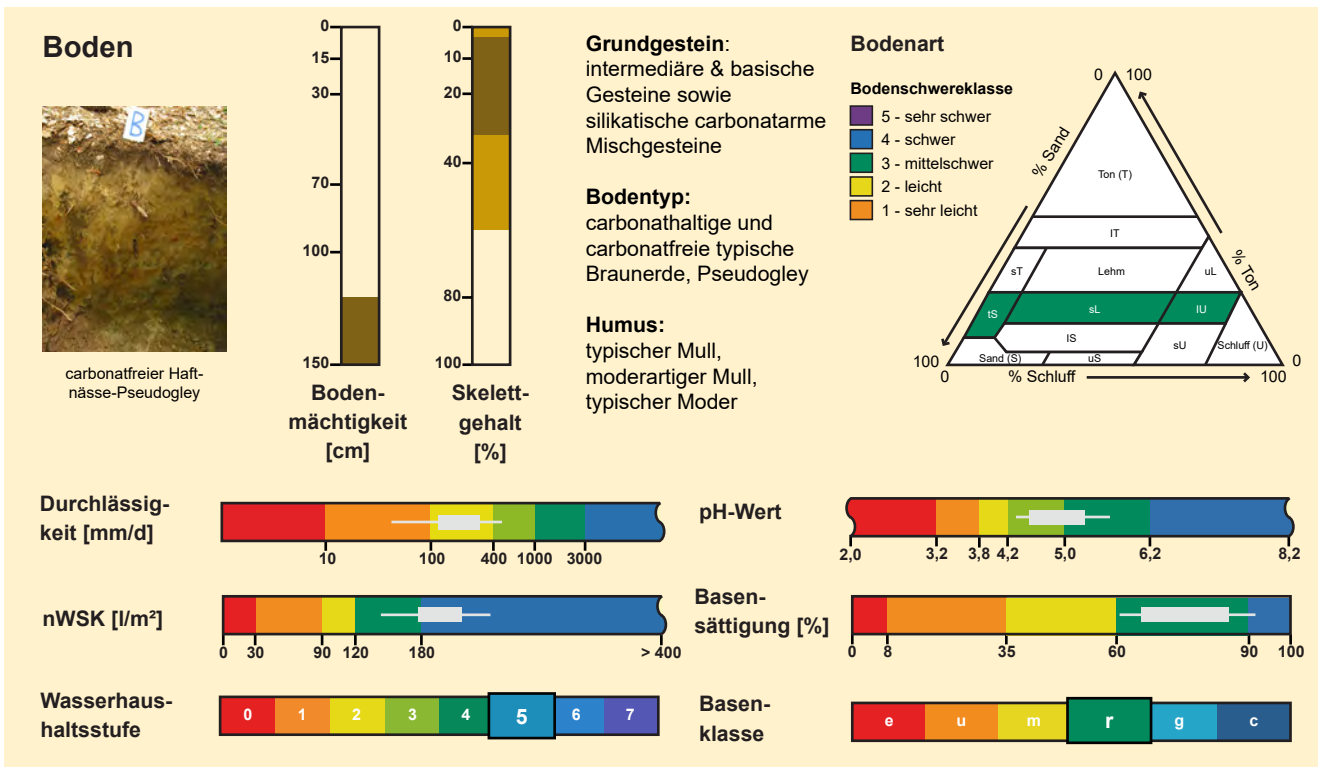 Boden
B
carbonatfreier Haft-
nässe-Pseudogley
0
15
30
70
100
150
Boden-
mächtigkeit
[cm]
0
10
20
40
80
100
Skelett-
gehalt
[%]
Grundgestein:
intermediäre & basische
Gesteine sowie
silikatische carbonatarme
Mischgesteine
Bodentyp:
carbonathaltige und
carbonatfreie typische
Braunerde, Pseudogley
Humus:
typischer Mull,
moderartiger Mull,
typischer Moder
Bodenart
Bodenschwereklasse
5 - sehr schwer
4 - schwer
3 - mittelschwer
2 - leicht
1 - sehr leicht
0 100
% Sand
% Ton
Ton (T)
lT
sT Lehm uL
tS sL lU
lS
Sand (S) uS sU Schluff (U)
100 0
0 % Schluff 100
Durchlässig-
keit [mm/d]
10 100 400 1000 3000
nWSK [l/m²]
0 30 90 120 180 > 400
Wasserhaus-
haltsstufe
0 1 2 3 4 5 6 7
pH-Wert
2,0 3,2 3,8 4,2 5,0 6,2 8,2
Basen-
sättigung [%]
0 8 35 60 90 100
Basen-
klasse
e u m r g c